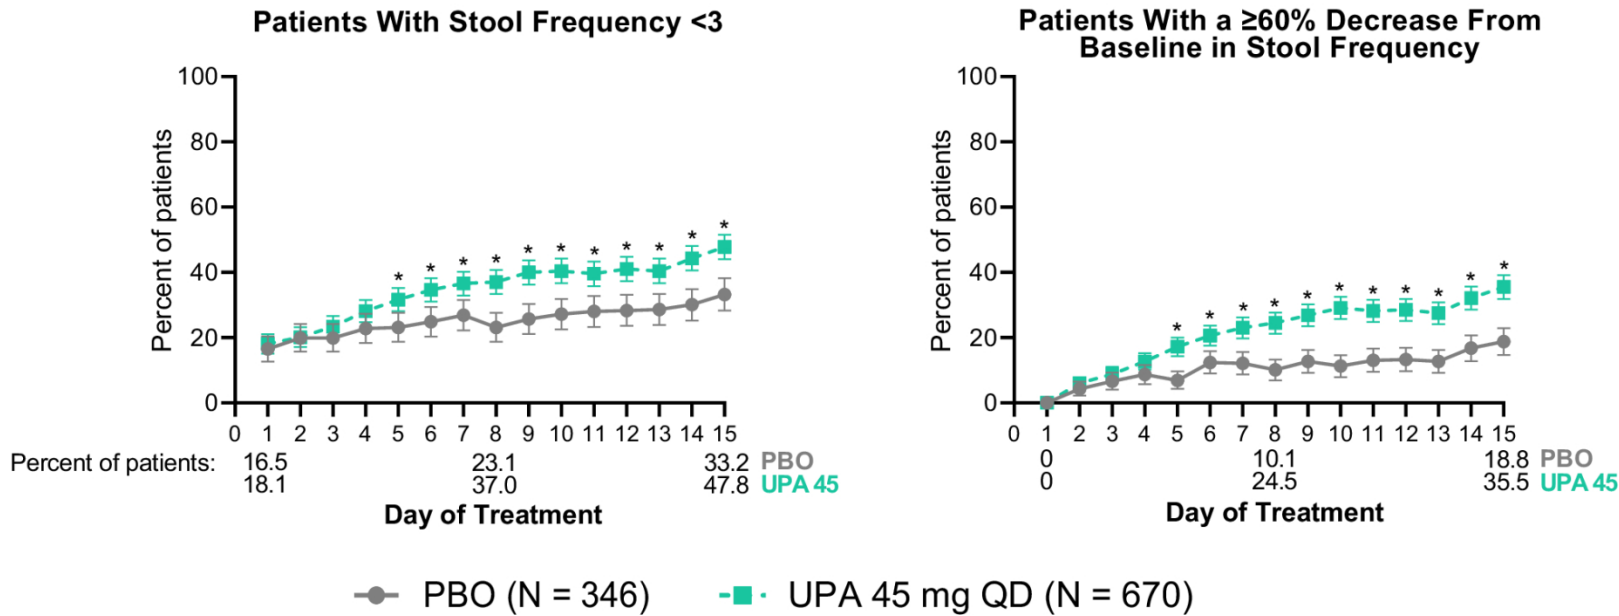 Patients With Stool Frequency <3
Percent of patients
100
80
60
40
20
0
* * * * * * * * * * *
0 1 2 3 4 5 6 7 8 9 10 11 12 13 14 15
Percent of patients: 16.5 23.1 33.2 PBO
18.1 37.0 47.8 UPA 45
Day of Treatment
Patients With a ≥60% Decrease From
Baseline in Stool Frequency
Percent of patients
100
80
60
40
20
0
* * * * * * * * * * *
0 1 2 3 4 5 6 7 8 9 10 11 12 13 14 15
0 10.1 18.8 PBO
0 24.5 35.5 UPA 45
Day of Treatment
PBO (N = 346) UPA 45 mg QD (N = 670)